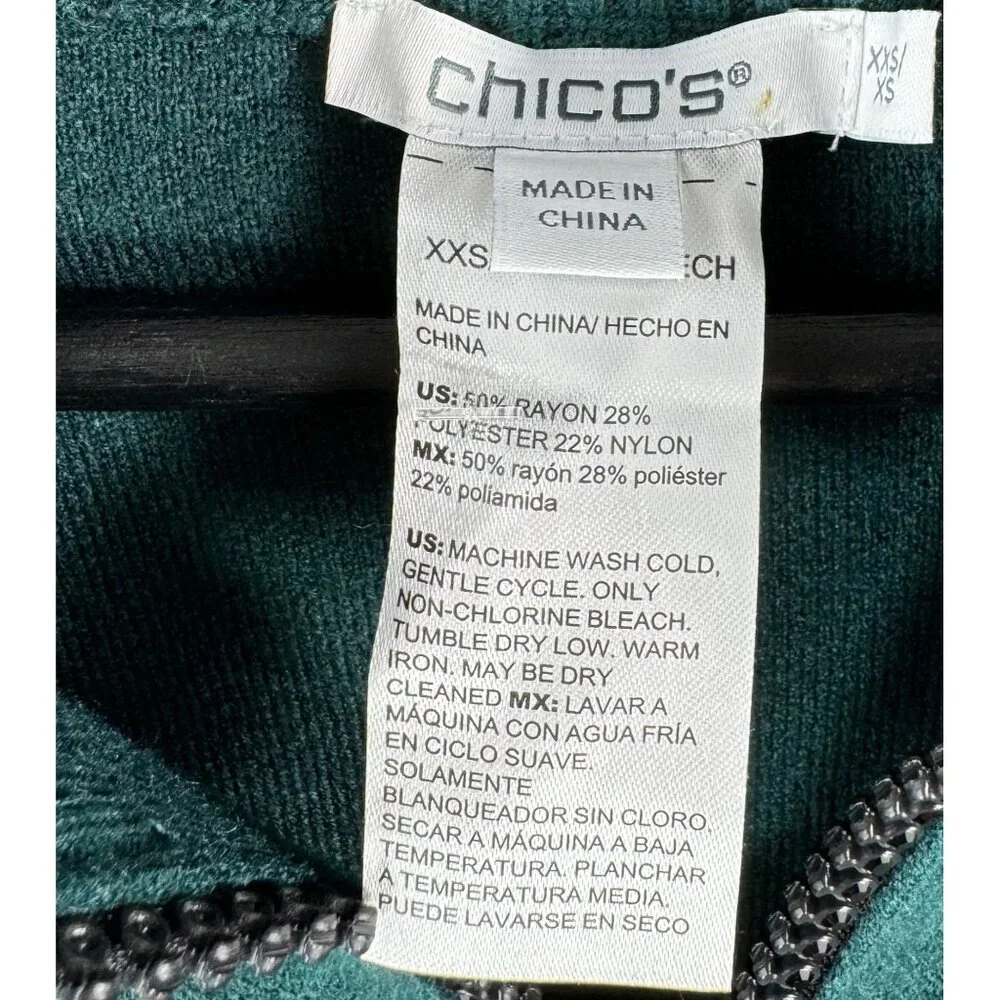 chico's®
XXS/
XS
MADE IN
CHINA
XXS ECH
MADE IN CHINA/ HECHO EN
CHINA
US: 50% RAYON 28%
POLYESTER 22% NYLON
MX: 50% rayón 28% poliéster
22% poliamida
US: MACHINE WASH COLD,
GENTLE CYCLE. ONLY
NON-CHLORINE BLEACH.
TUMBLE DRY LOW. WARM
IRON. MAY BE DRY
CLEANED MX: LAVAR A
MÁQUINA CON AGUA FRÍA
EN CICLO SUAVE.
SOLAMENTE
BLANQUEADOR SIN CLORO.
SECAR A MÁQUINA A BAJA
TEMPERATURA. PLANCHAR
A TEMPERATURA MEDIA.
PUEDE LAVARSE EN SECO